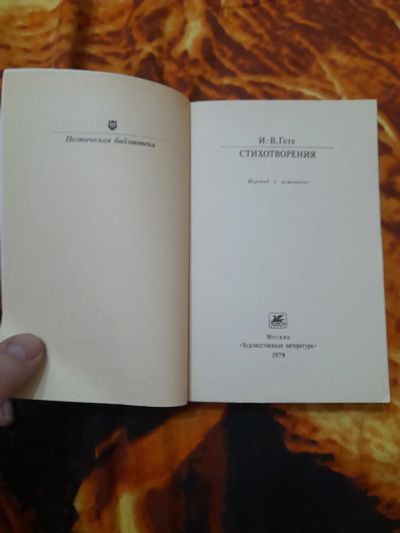 Поэтическая библиотека
И.-В. Гете
СТИХОТВОРЕНИЯ
Перевод с немецкого
Москва
«Художественная литература»
1979